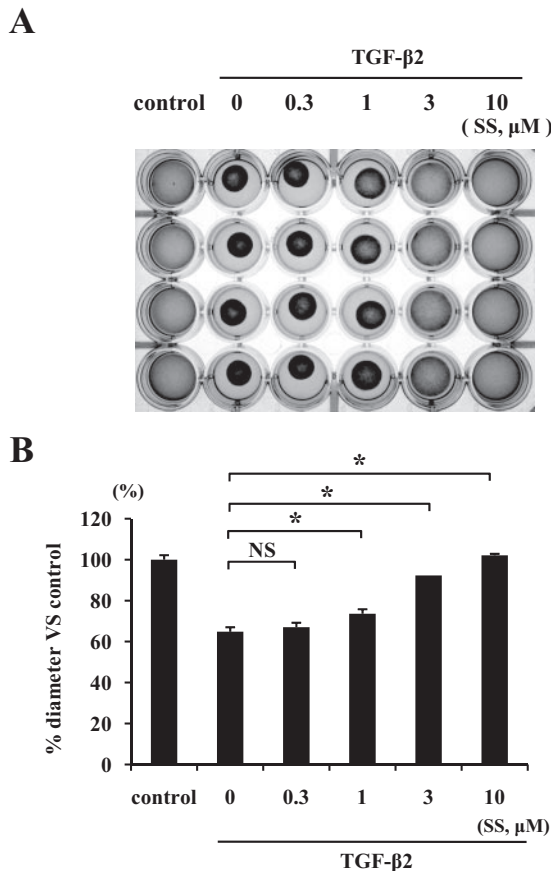 A
TGF-β2
control 0 0.3 1 3 10
( SS, μM )
B
(%)
*
*
*
NS
120
100
80
60
40
20
0
% diameter VS control
control 0 0.3 1 3 10
(SS, μM)
TGF-β2